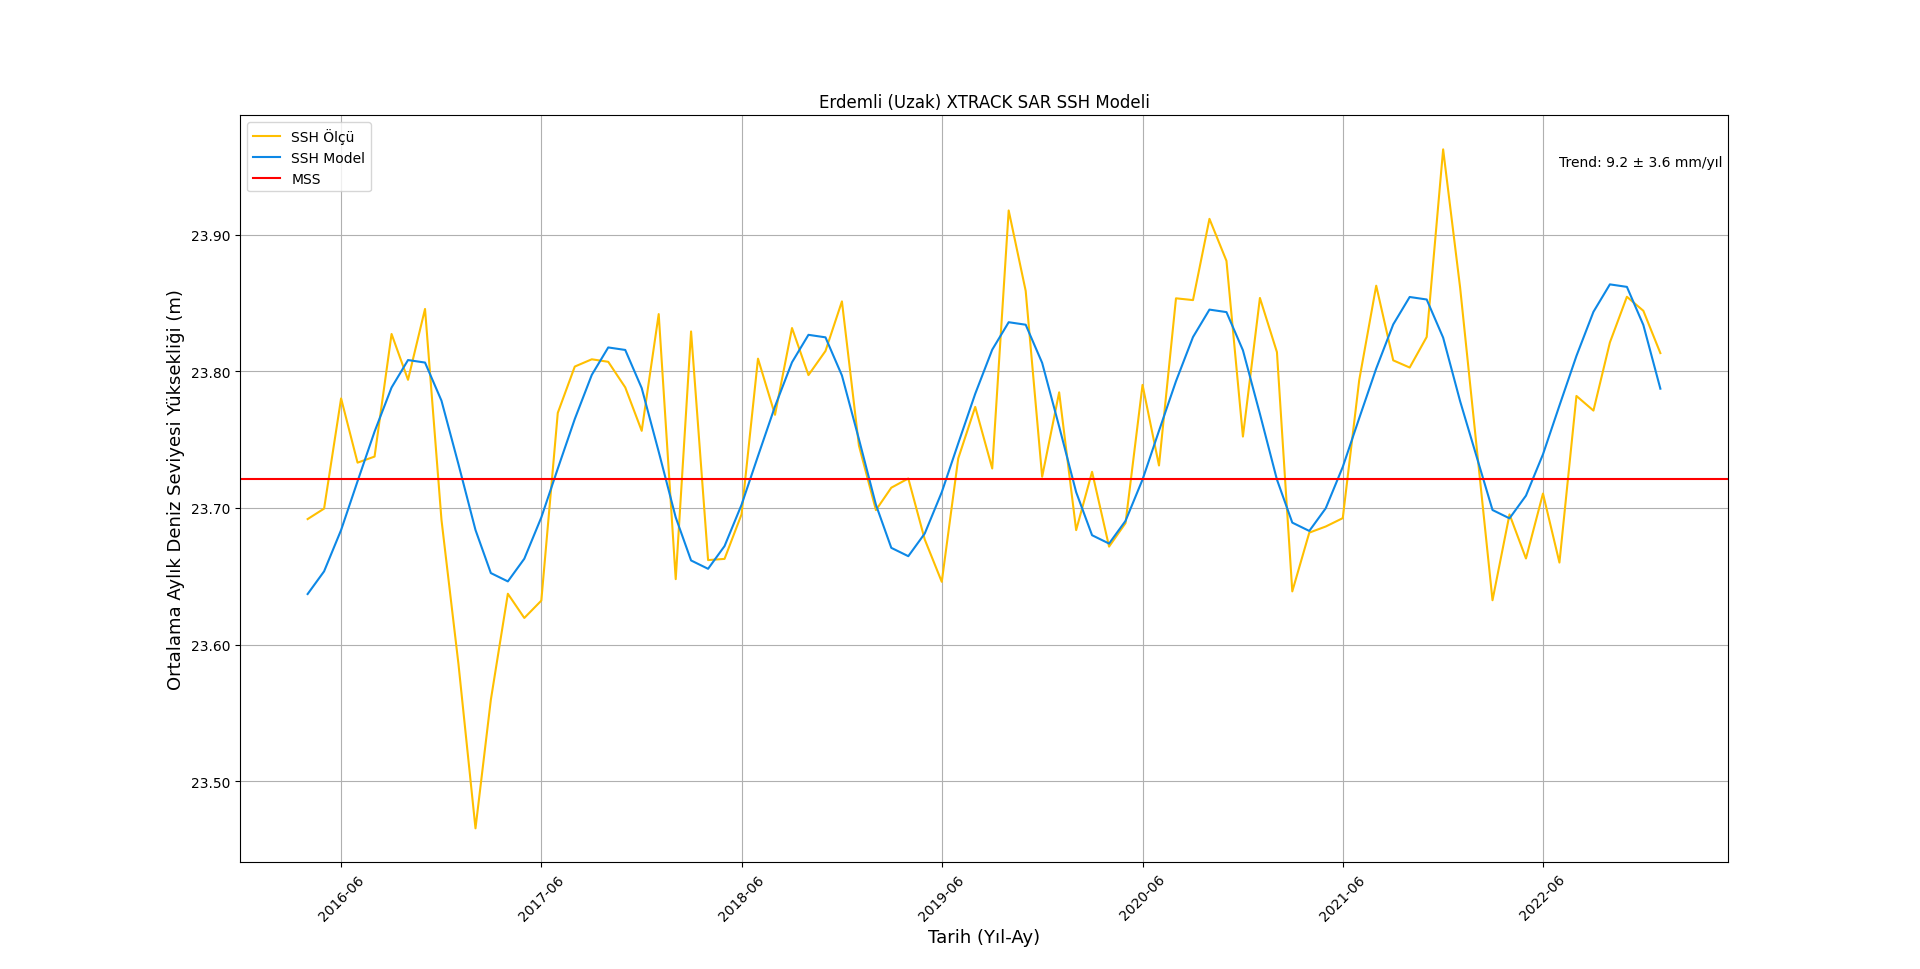 Erdemli (Uzak) XTRACK SAR SSH Modeli
SSH Ölçü
SSH Model
MSS
Trend: 9.2 ± 3.6 mm/yıl
Ortalama Aylık Deniz Seviyesi Yüksekliği (m)
23.90
23.80
23.70
23.60
23.50
2016-06
2017-06
2018-06
2019-06
2020-06
2021-06
2022-06
Tarih (Yıl-Ay)